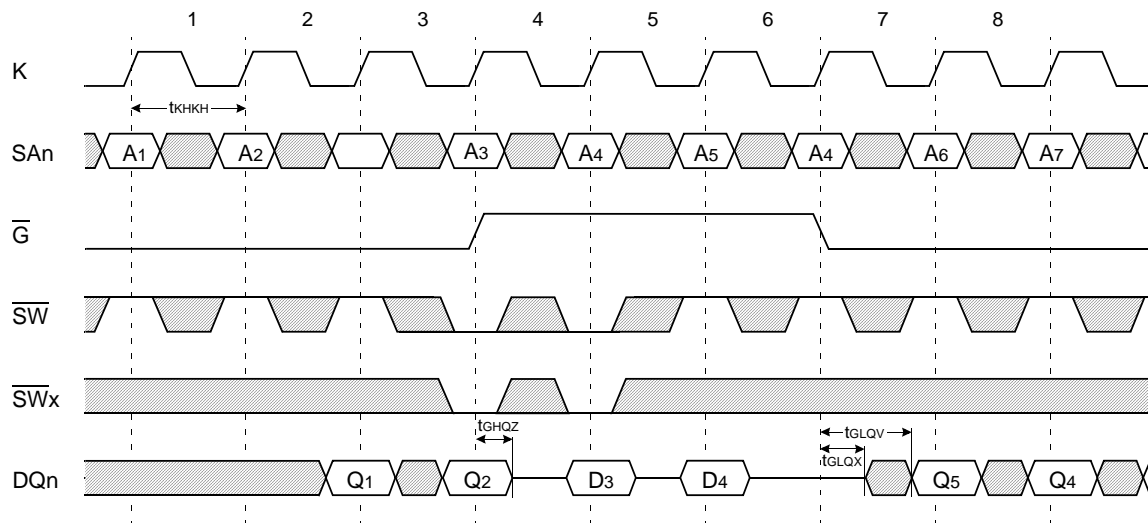 1 2 3 4 5 6 7 8
K
tKHKH
SAn A1 A2 A3 A4 A5 A4 A6 A7
G
SW
SWx
tGHQZ tGLQV
tGLQX
DQn Q1 Q2 D3 D4 Q5 Q4